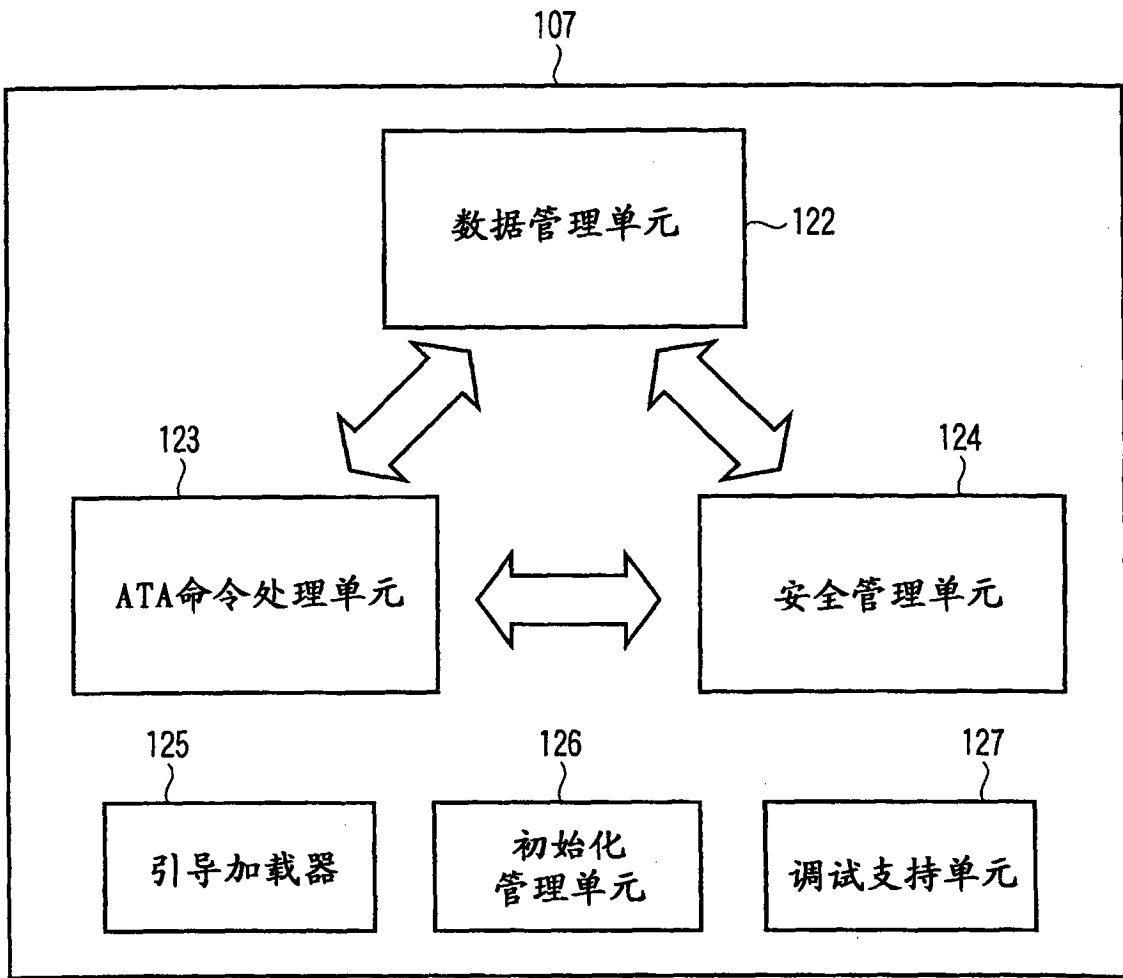 107
数据管理单元
122
123
124
ATA命令处理单元
安全管理单元
125
126
127
引导加载器
初始化
管理单元
调试支持单元